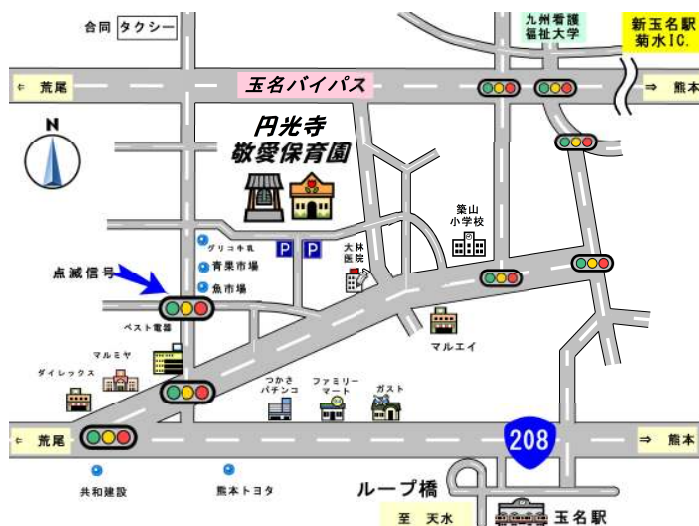 合同 タクシー
九州看護
福祉大学
新玉名駅
菊水IC.
⇐ 荒尾
玉名バイパス
⇒ 熊本
N
円光寺
敬愛保育園
築山
小学校
グリコ牛乳
P P
大林
医院
青果市場
点滅信号
魚市場
ベスト電器
マルエイ
マルミヤ
ダイレックス
つかさ
パチンコ
ファミリー
マート
ガスト
⇐ 荒尾
208
⇒ 熊本
共和建設
熊本トヨタ
ループ橋
至 天水
玉名駅